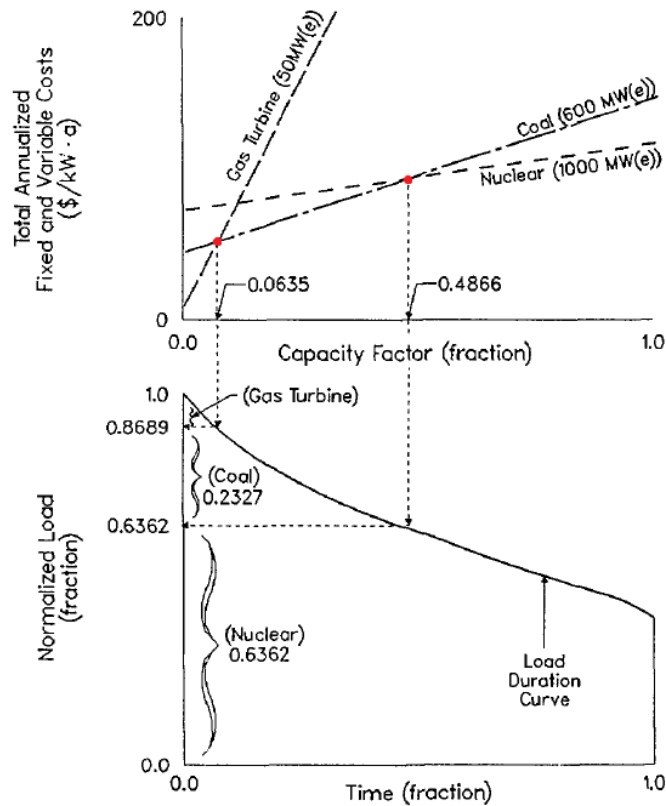 200
Total Annualized
Fixed and Variable Costs
($/kW·a)
Gas Turbine (50MW(e))
Coal (600 MW(e))
Nuclear (1000 MW(e))
0.0635
0.4866
0
0.0
Capacity Factor (fraction)
1.0
1.0
(Gas Turbine)
0.8689
(Coal)
0.2327
0.6362
Normalized Load
(fraction)
(Nuclear)
0.6362
Load
Duration
Curve
0.0
0.0
Time (fraction)
1.0